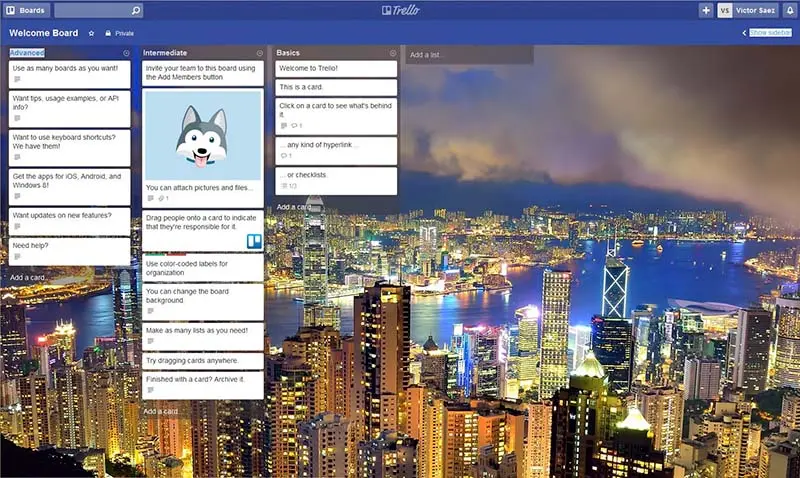 Boards
Trello
VS Victor Saez
Welcome Board
Private
Show sidebar
Advanced
Use as many boards as you want!
Want tips, usage examples, or API
info?
Want to use keyboard shortcuts?
We have them!
Get the apps for iOS, Android, and
Windows 8!
Want updates on new features?
Need help?
Add a card...
Intermediate
Invite your team to this board using
the Add Members button
You can attach pictures and files...
1
Drag people onto a card to indicate
that they're responsible for it.
Use color-coded labels for
organization
You can change the board
background.
Make as many lists as you need!
Try dragging cards anywhere.
Finished with a card? Archive it.
Add a card...
Basics
Welcome to Trello!
This is a card.
Click on a card to see what's behind
it.
1
... any kind of hyperlink ...
1
... or checklists.
1/3
Add a card...
Add a list...